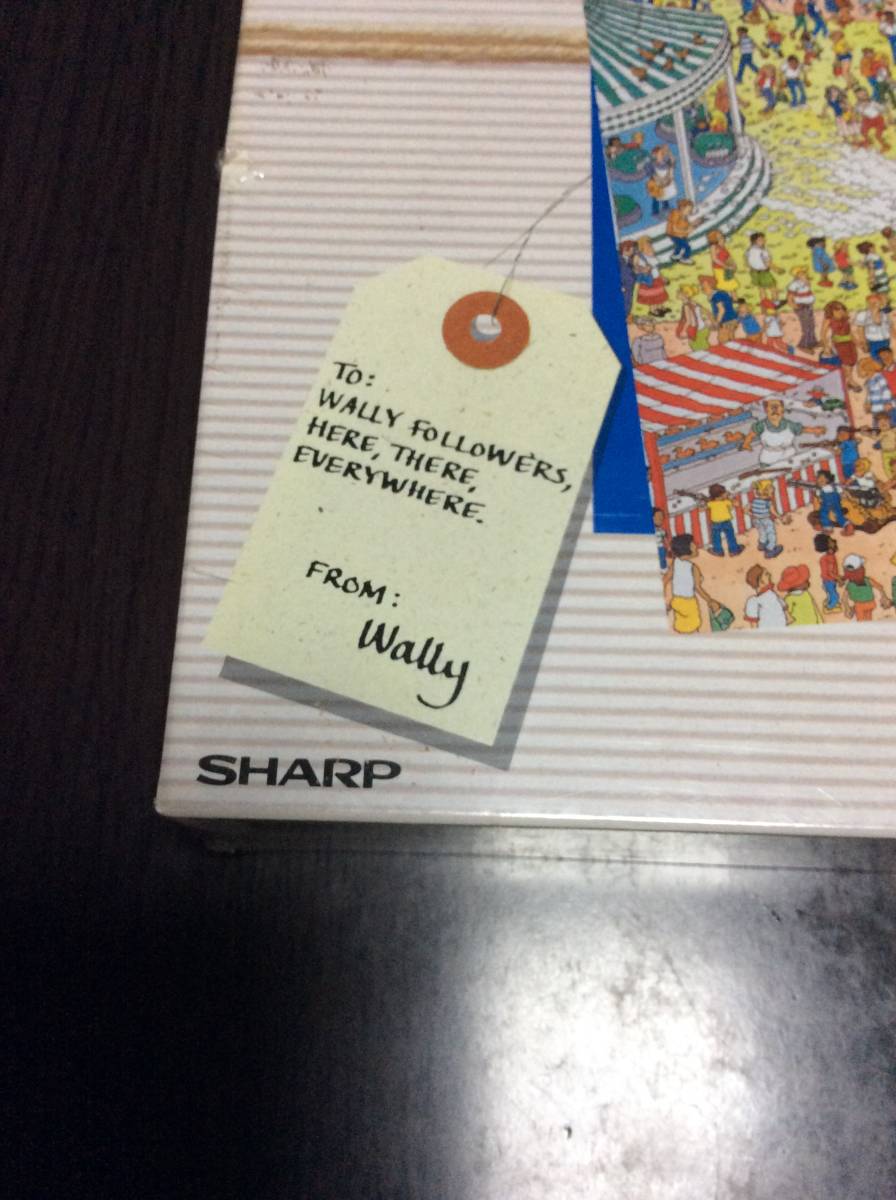 TO:
WALLY FOLLOWERS,
HERE, THERE,
EVERYWHERE.
FROM:
Wally
SHARP